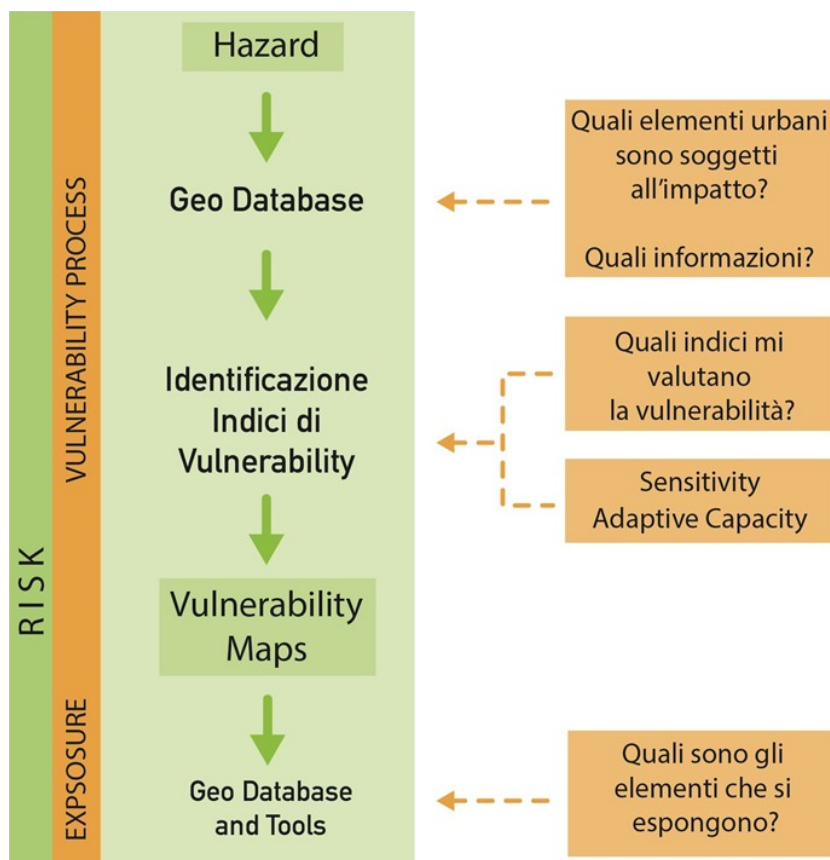 RISK
VULNERABILITY PROCESS
EXPSOSURE
Hazard
Geo Database
Identificazione
Indici di
Vulnerability
Vulnerability
Maps
Geo Database
and Tools
Quali elementi urbani
sono soggetti
all'impatto?
Quali informazioni?
Quali indici mi
valutano
la vulnerabilità?
Sensitivity
Adaptive Capacity
Quali sono gli
elementi che si
espongono?